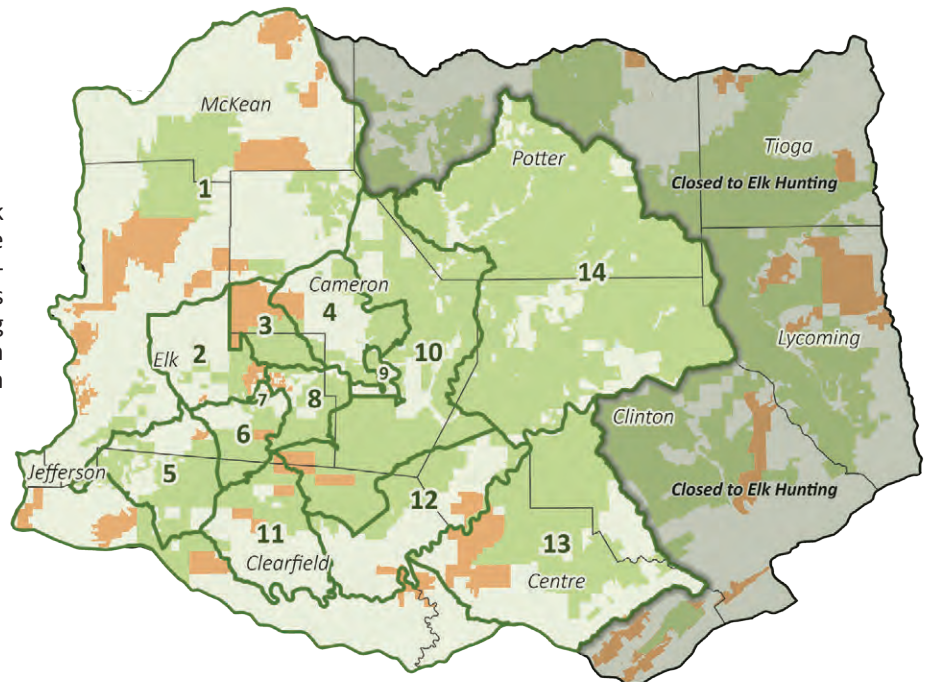 McKean
Potter
Tioga
Closed to Elk Hunting
1
14
Cameron
3
4
Lycoming
Elk
2
10
9
7
8
Clinton
6
Jefferson
5
Closed to Elk Hunting
12
11
13
Clearfield
Centre